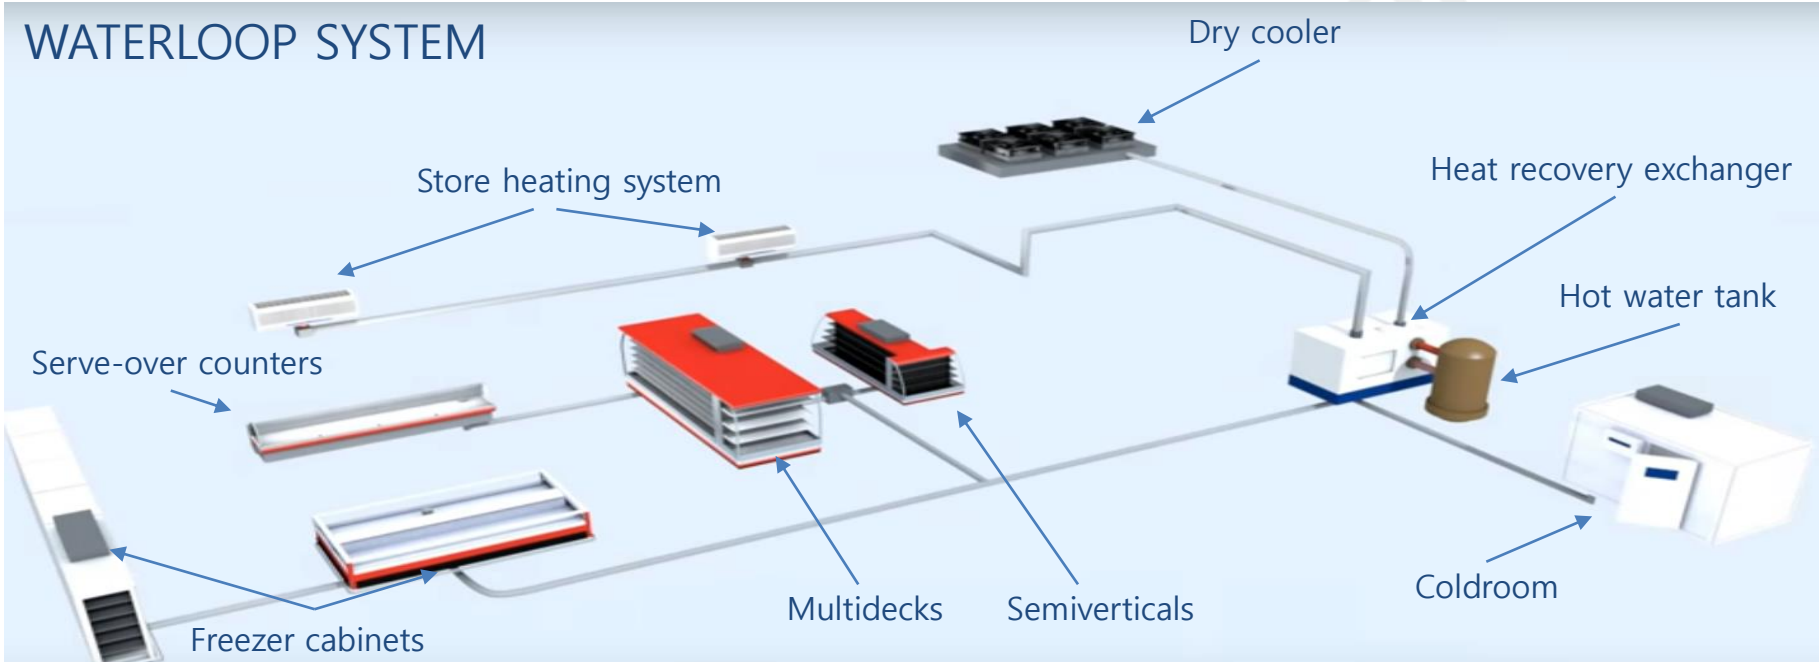 WATERLOOP SYSTEM
Dry cooler
Store heating system
Heat recovery exchanger
Hot water tank
Serve-over counters
Multidecks
Semiverticals
Coldroom
Freezer cabinets